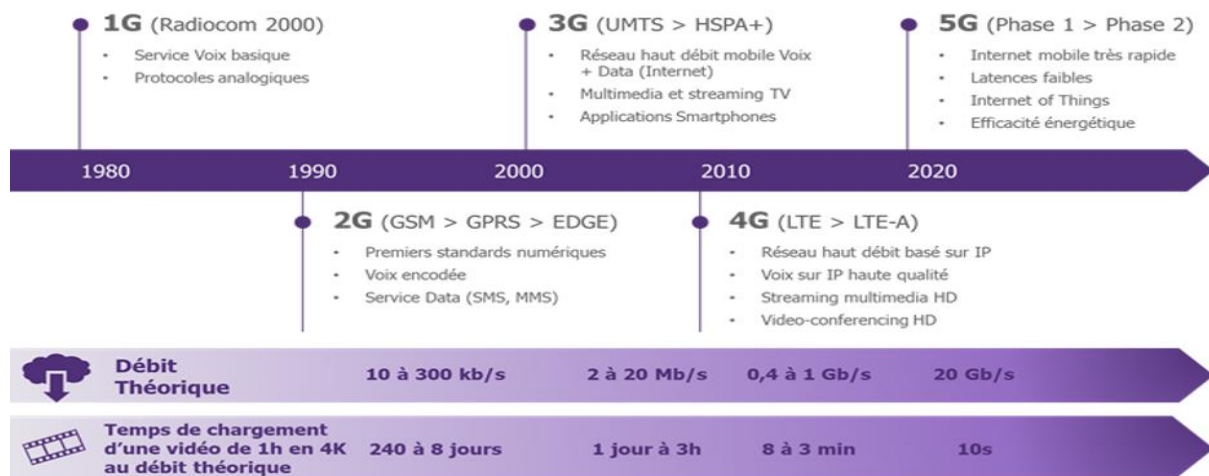 1G (Radiocom 2000)
• Service Voix basique
• Protocoles analogiques
3G (UMTS > HSPA+)
• Réseau haut débit mobile Voix
+ Data (Internet)
• Multimedia et streaming TV
• Applications Smartphones
5G (Phase 1 > Phase 2)
• Internet mobile très rapide
• Latences faibles
• Internet of Things
• Efficacité énergétique
1980 1990 2000 2010 2020
2G (GSM > GPRS > EDGE)
• Premiers standards numériques
• Voix encodée
• Service Data (SMS, MMS)
4G (LTE > LTE-A)
• Réseau haut débit basé sur IP
• Voix sur IP haute qualité
• Streaming multimedia HD
• Video-conferencing HD
Débit
Théorique
10 à 300 kb/s 2 à 20 Mb/s 0,4 à 1 Gb/s 20 Gb/s
Temps de chargement
d'une vidéo de 1h en 4K
au débit théorique
240 à 8 jours 1 jour à 3h 8 à 3 min 10s